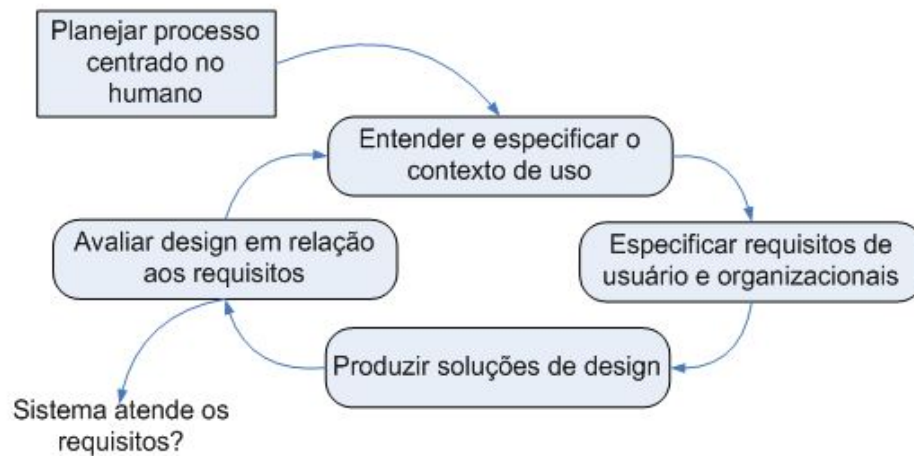 Planejar processo
centrado no
humano
Entender e especificar o
contexto de uso
Avaliar design em relação
aos requisitos
Especificar requisitos de
usuário e organizacionais
Produzir soluções de design
Sistema atende os
requisitos?